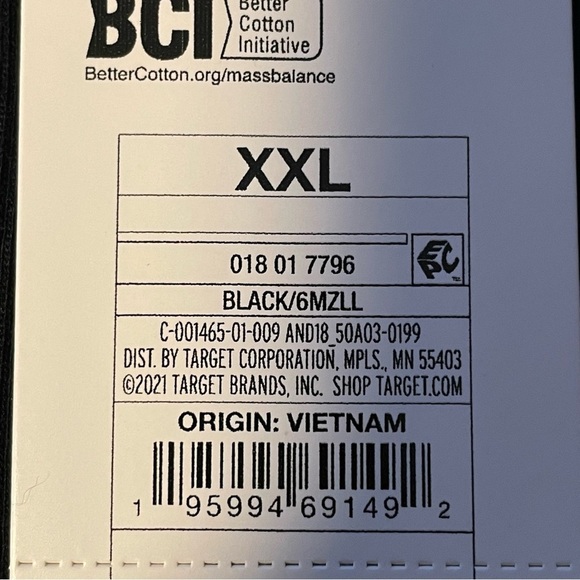 BCI
Better
Cotton
Initiative
BetterCotton.org/massbalance
XXL
018 01 7796
EPC
BLACK/6MZLL
C-001465-01-009 AND18_50A03-0199
DIST. BY TARGET CORPORATION, MPLS., MN 55403
©2021 TARGET BRANDS, INC. SHOP TARGET.COM
ORIGIN: VIETNAM
1 95994 69149 2